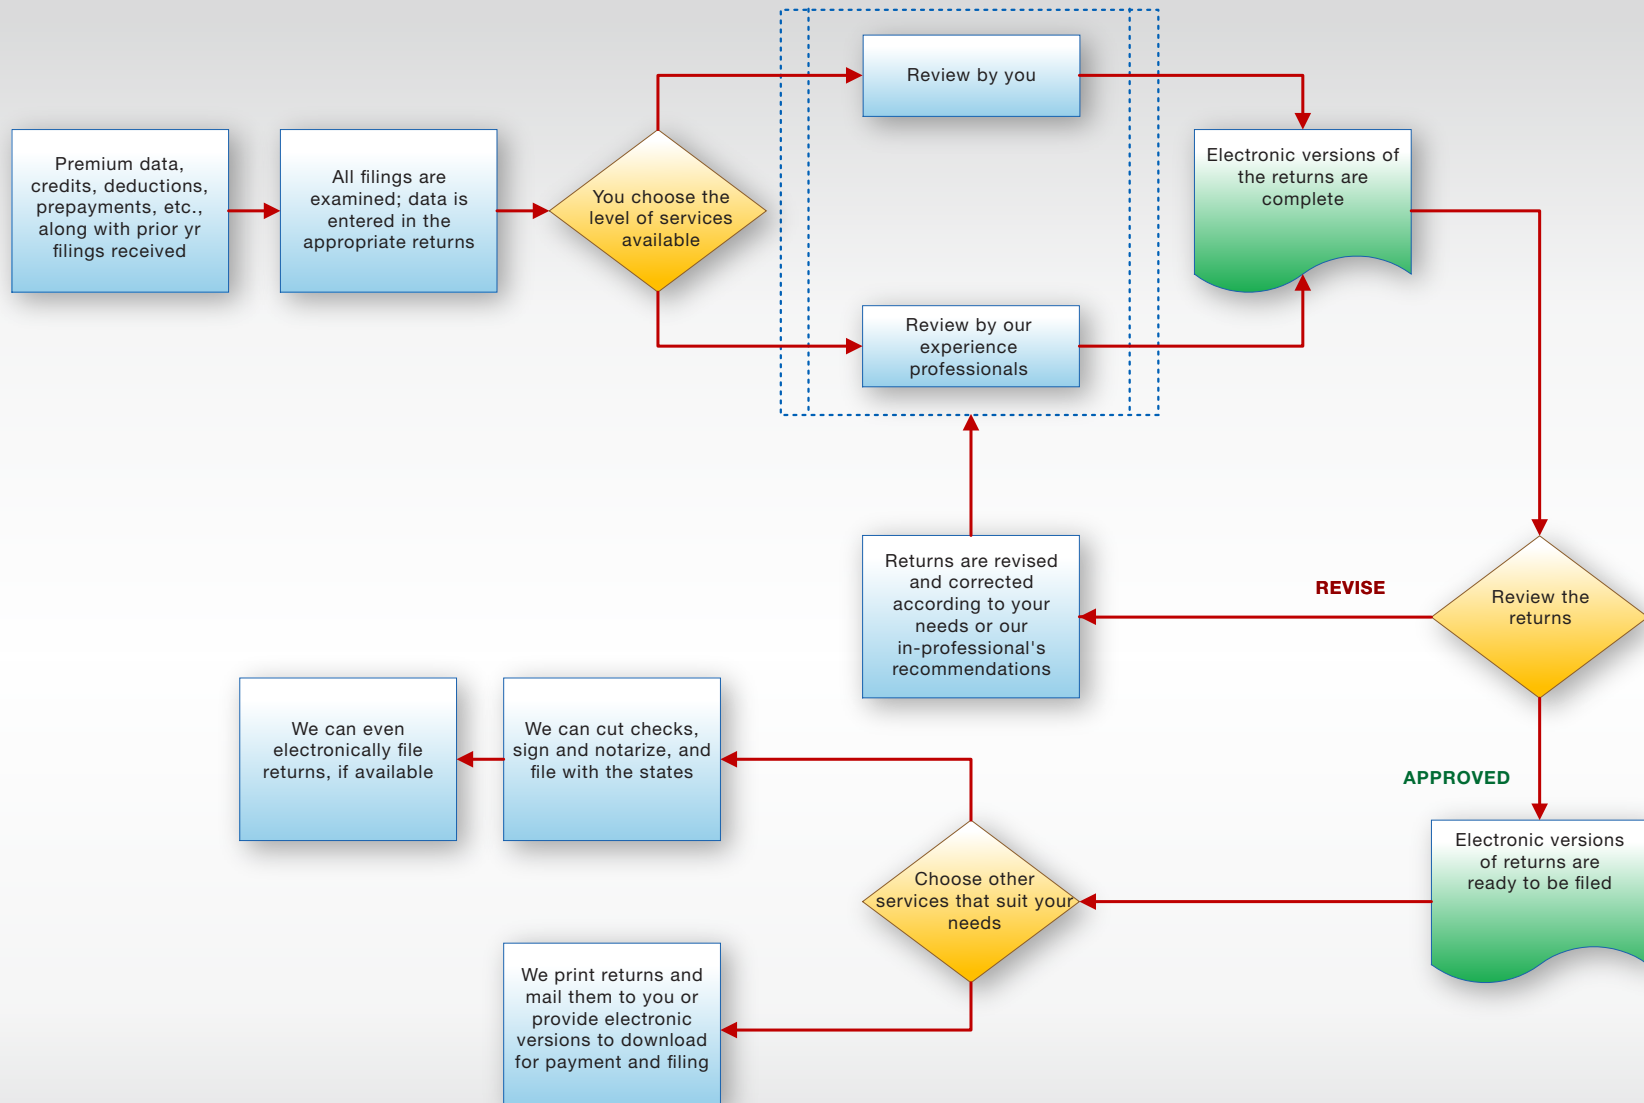 Premium data,
credits, deductions,
prepayments, etc.,
along with prior yr
filings received
All filings are
examined; data is
entered in the
appropriate returns
You choose the
level of services
available
Review by you
Review by our
experience
professionals
Electronic versions of
the returns are
complete
Review the
returns
REVISE
Returns are revised
and corrected
according to your
needs or our
in-professional's
recommendations
APPROVED
Electronic versions
of returns are
ready to be filed
Choose other
services that suit your
needs
We can cut checks,
sign and notarize, and
file with the states
We can even
electronically file
returns, if available
We print returns and
mail them to you or
provide electronic
versions to download
for payment and filing